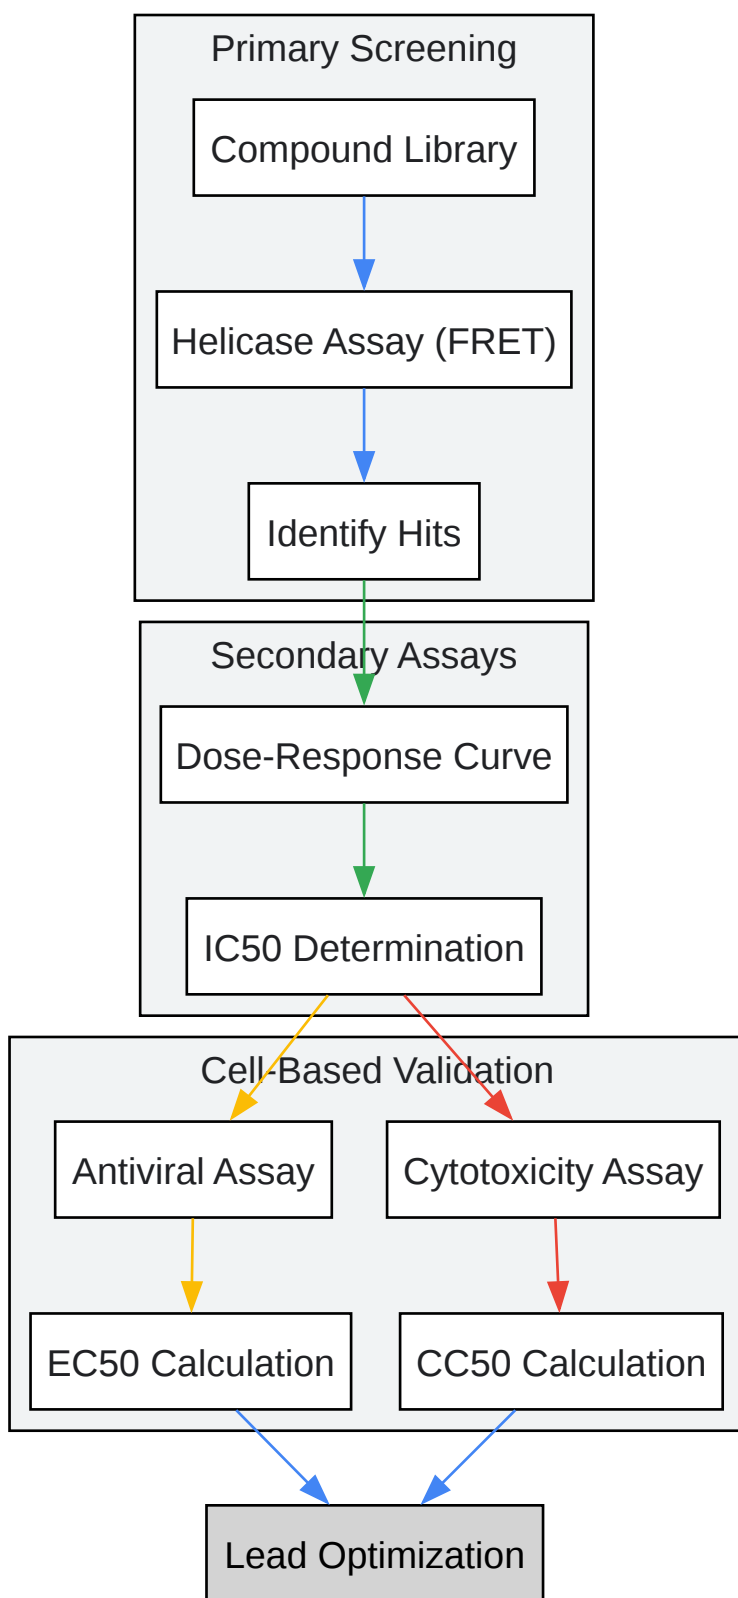 Primary Screening
Compound Library
Helicase Assay (FRET)
Identify Hits
Secondary Assays
Dose-Response Curve
IC50 Determination
Cell-Based Validation
Antiviral Assay
Cytotoxicity Assay
EC50 Calculation
CC50 Calculation
Lead Optimization